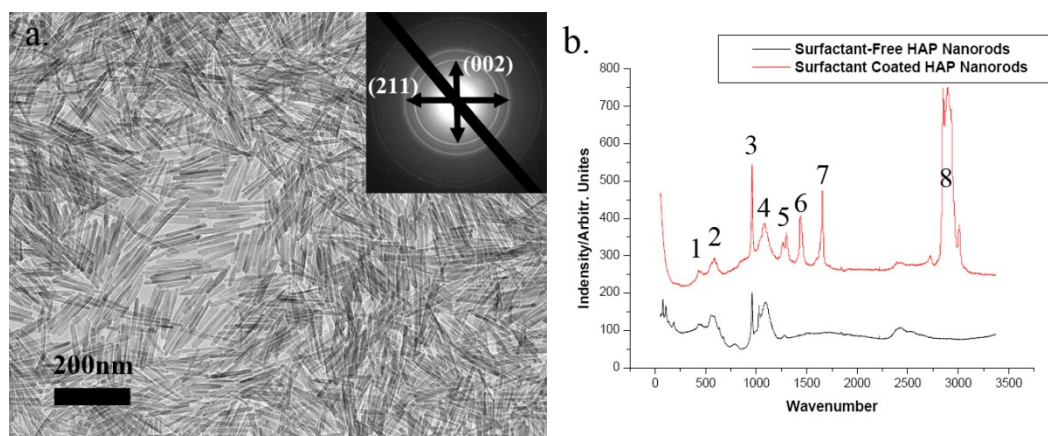 a.
(002)
(211)
200nm
b.
Surfactant-Free HAP Nanorods
Surfactant Coated HAP Nanorods
800
700
600
500
400
300
200
100
0
Indensity/Arbitr. Unites
1
2
3
4
5
6
7
8
0 500 1000 1500 2000 2500 3000 3500
Wavenumber